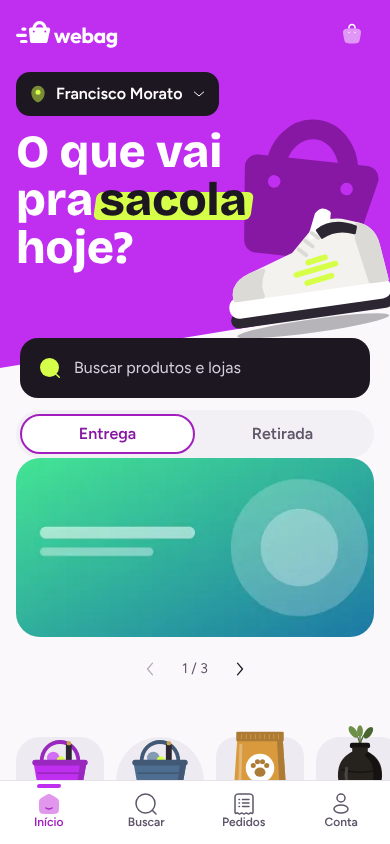 webag
Francisco Morato
O que vai
pra sacola
hoje?
Buscar produtos e lojas
Entrega
Retirada
1 / 3
Início
Buscar
Pedidos
Conta